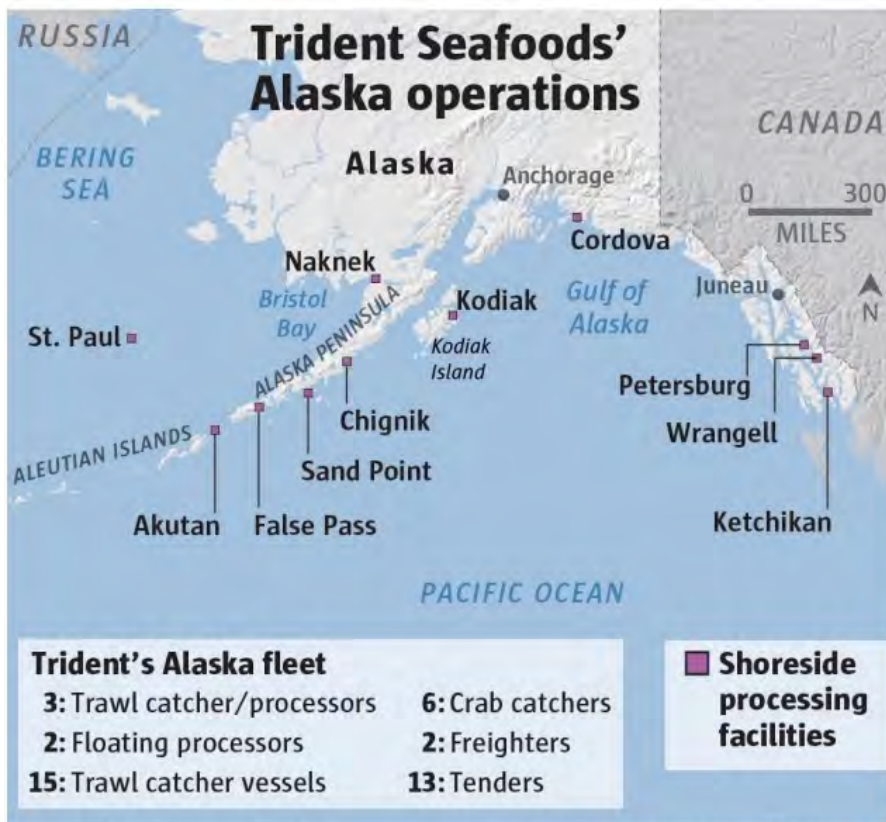 Trident Seafoods'
Alaska operations
RUSSIA
CANADA
BERING
SEA
Alaska
Anchorage
0 300
MILES
Cordova
Naknek
Juneau
N
Bristol
Bay
Kodiak
Gulf of
Alaska
St. Paul
ALASKA PENINSULA
Kodiak
Island
Petersburg
Chignik
Wrangell
ALEUTIAN ISLANDS
Sand Point
Akutan
False Pass
Ketchikan
PACIFIC OCEAN
Trident's Alaska fleet
3: Trawl catcher/processors
2: Floating processors
15: Trawl catcher vessels
6: Crab catchers
2: Freighters
13: Tenders
Shoreside
processing
facilities